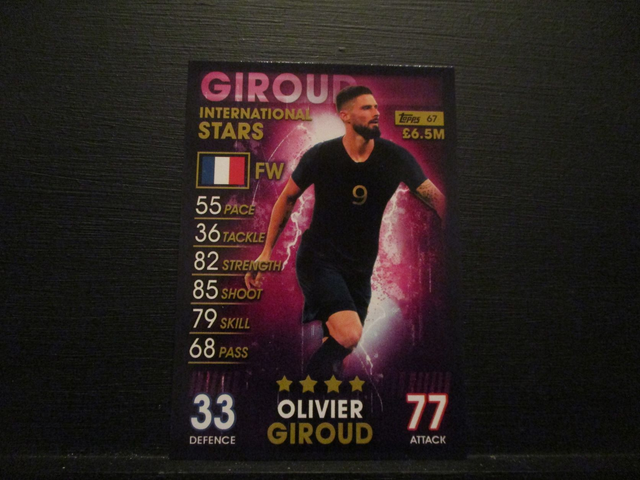 GIROUD
INTERNATIONAL
STARS
Topps 67
£6.5M
FW
9
55 PACE
36 TACKLE
82 STRENGTH
85 SHOOT
79 SKILL
68 PASS
33
DEFENCE
OLIVIER
GIROUD
77
ATTACK